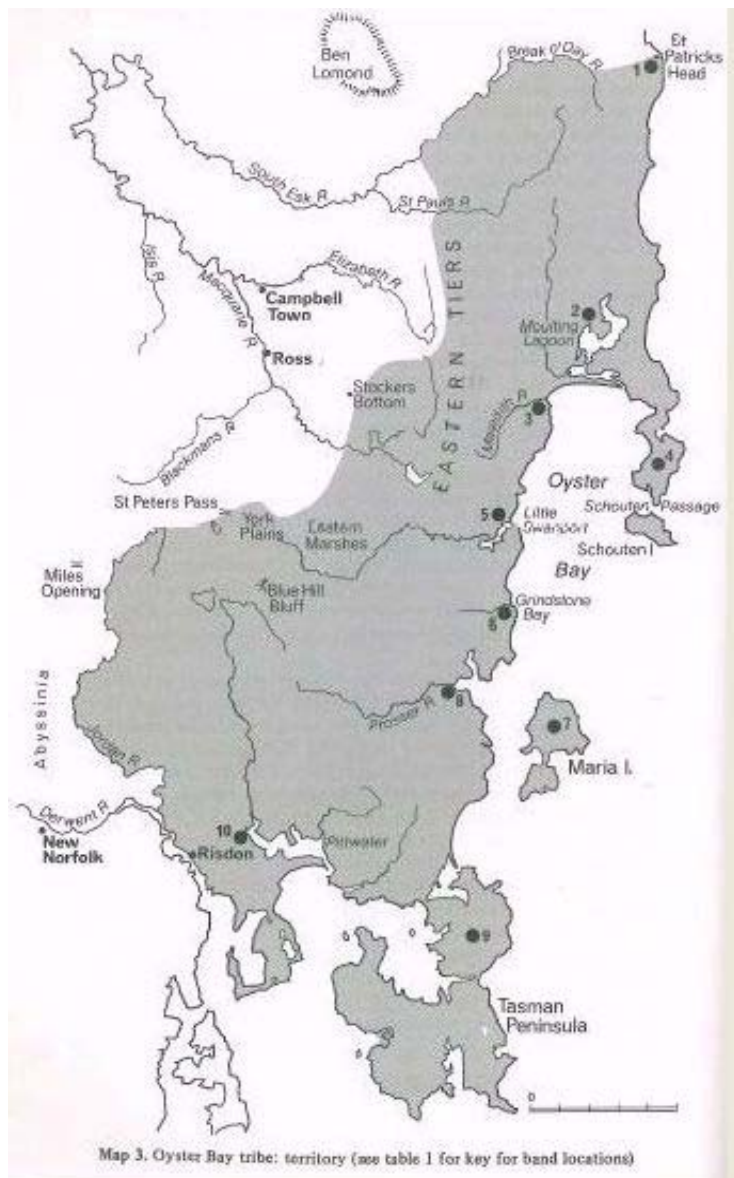 Ben
Lomond
Break o'Day R.
St
Patricks
Head
1
South Esk R.
St Pauls R.
Isis R.
Macquarie R.
Elizabeth R
Campbell
Town
EASTERN TIERS
2
Moulting
Lagoon
Ross
Stockers
Bottom
Meredith R.
3
4
Blackmans R.
Oyster
Bay
Schouten Passage
Schouten I
St Peters Pass
York
Plains
Eastern
Marshes
5
Little
Swanport
Miles
Opening
Blue Hill
Bluff
Grindstone
Bay
6
Abyssinia
Prosser R.
8
7
Maria I.
Jordan R.
Derwent R.
New
Norfolk
10
Risdon
Pittwater
9
Tasman
Peninsula
0
Map 3. Oyster Bay tribe: territory (see table 1 for key for band locations)